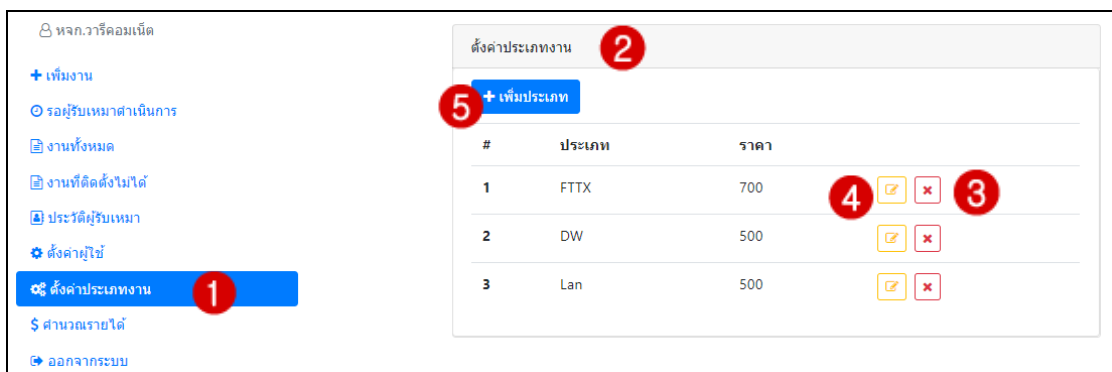 หจก.วารีคอมเน็ต
เพิ่มงาน
รอผู้รับเหมาดำเนินการ
งานทั้งหมด
งานที่ติดตั้งไม่ได้
ประวัติผู้รับเหมา
ตั้งค่าผู้ใช้
ตั้งค่าประเภทงาน 1
$ คำนวณรายได้
ออกจากระบบ
ตั้งค่าประเภทงาน 2
5 + เพิ่มประเภท
# ประเภท ราคา
1 FTTX 700 4 3
2 DW 500
3 Lan 500